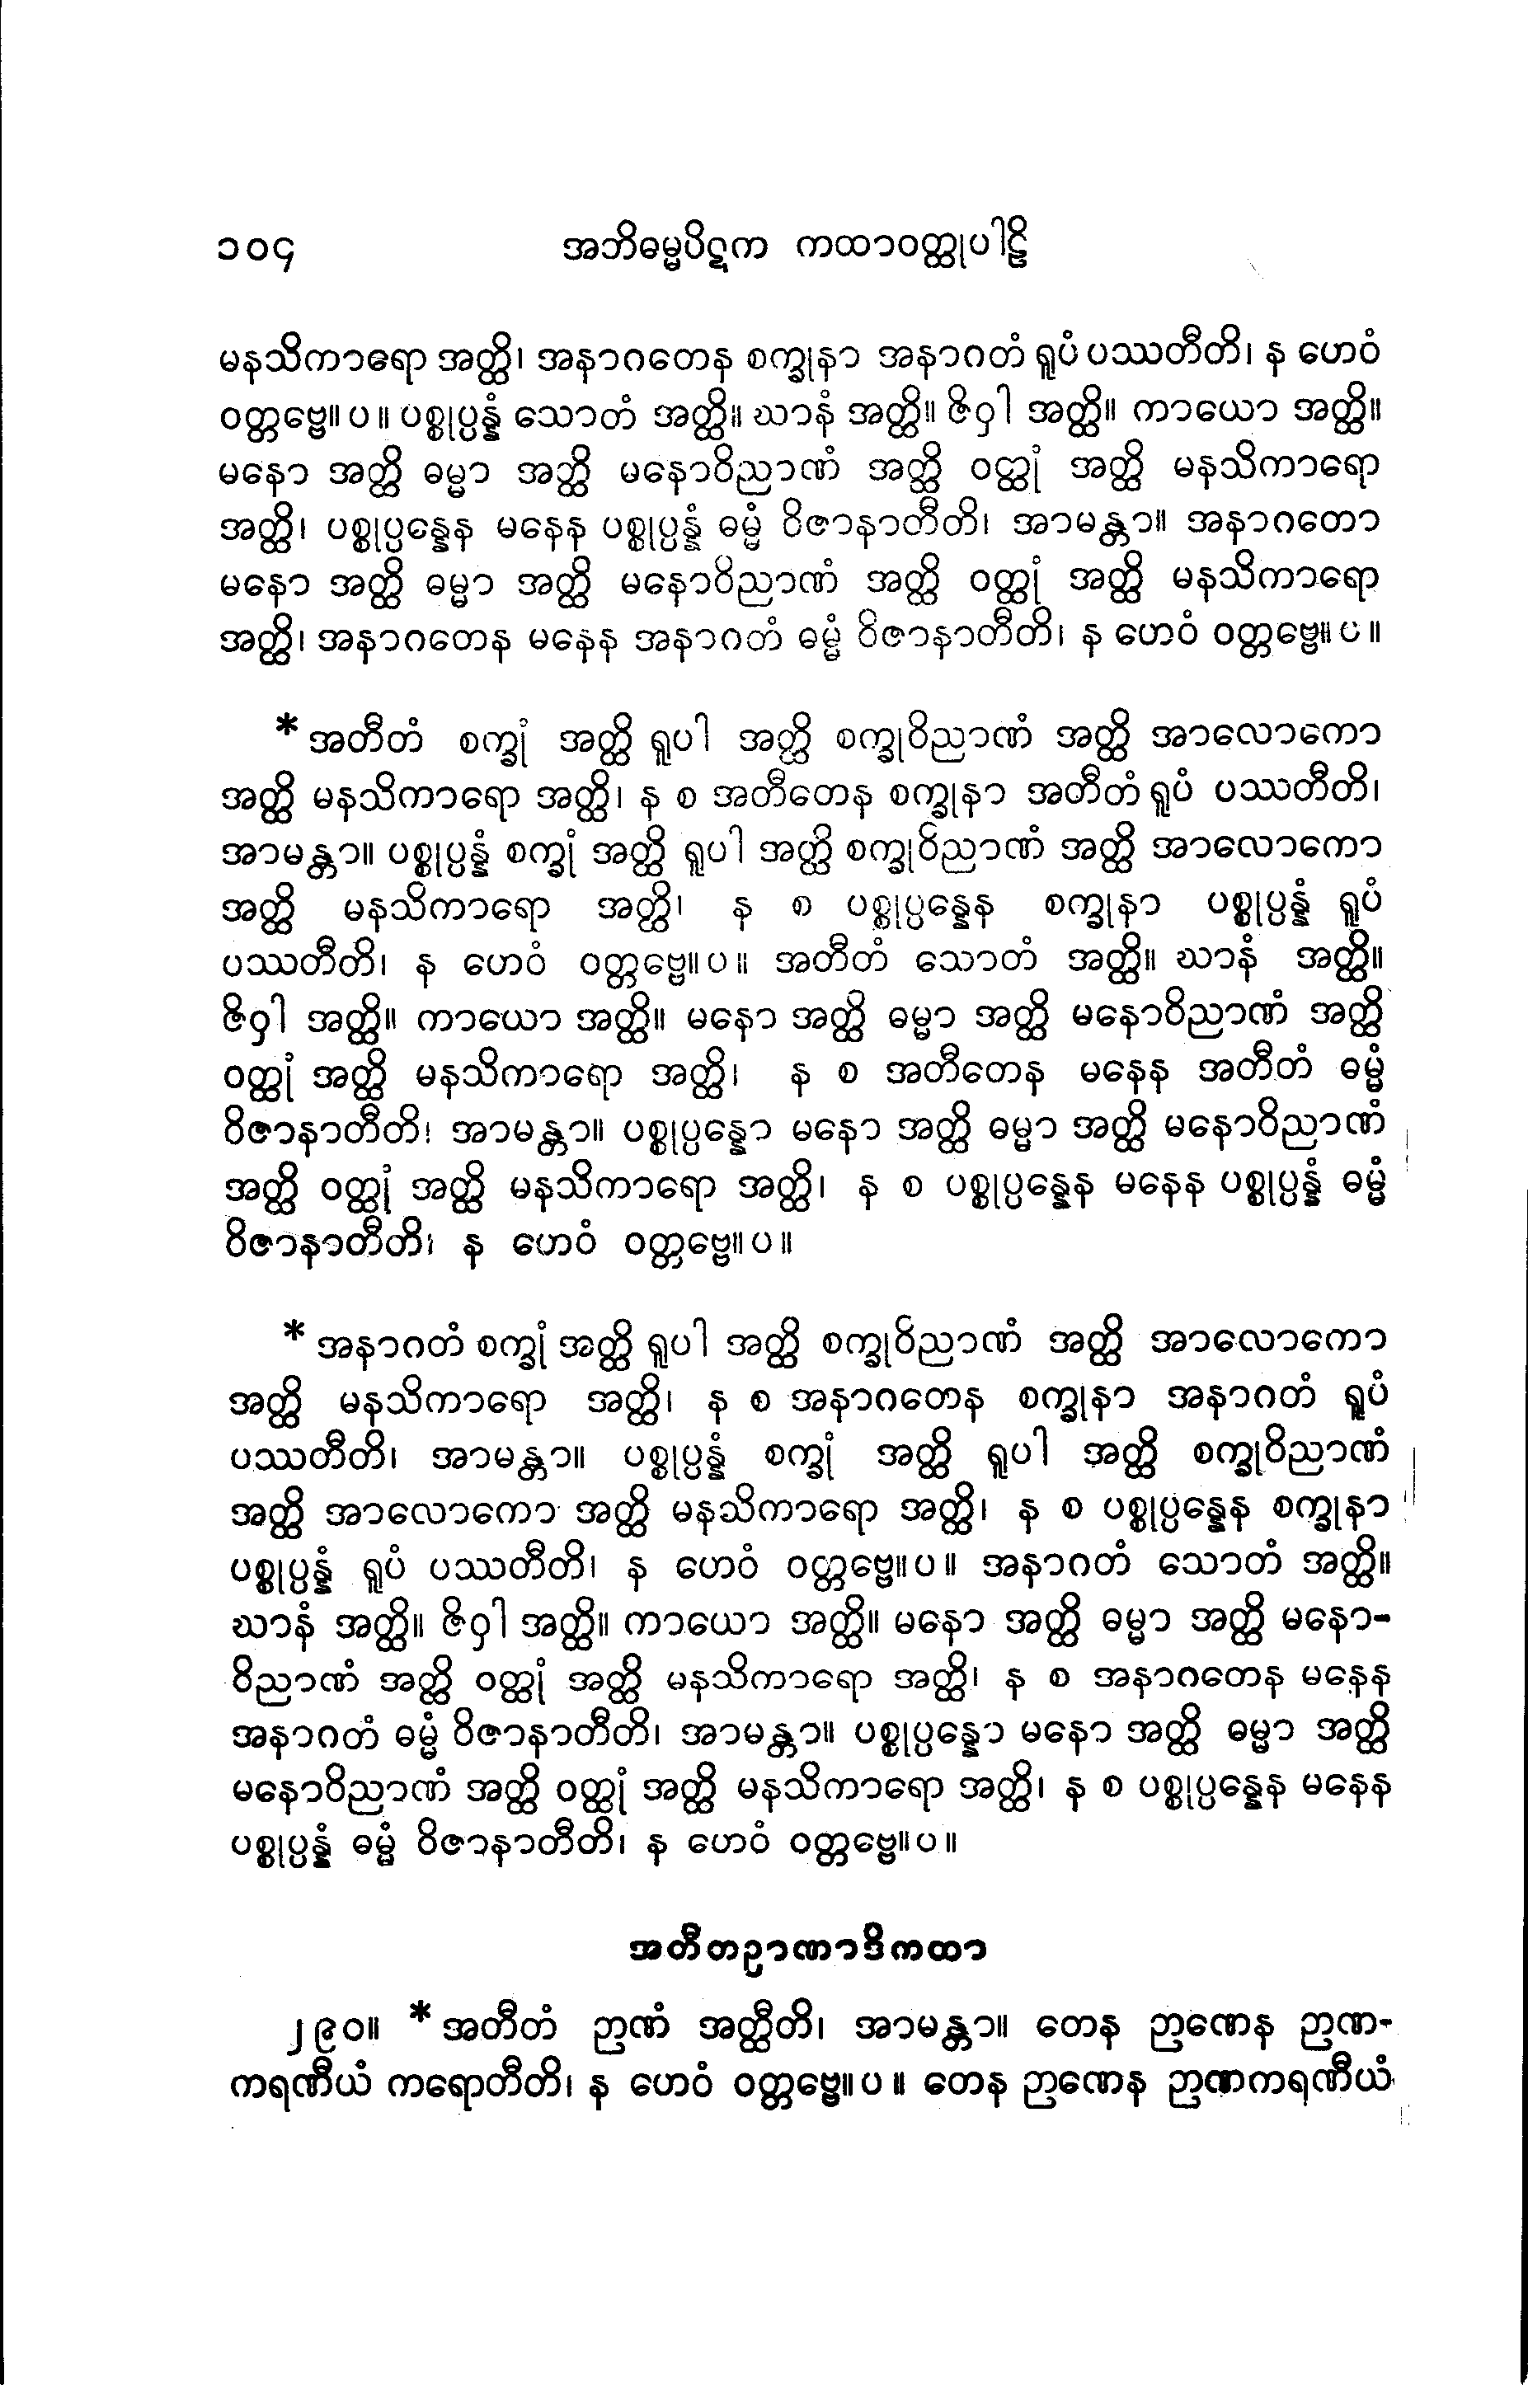 ၁၀၄ အဘိဓမ္မပိဋက ကထာဝတ္ထုပါဠိ
မနသိကာရော အတ္ထိ၊ အနာဂတေန စက္ခုနာ အနာဂတံ ရူပံ ပဿတီတိ၊ န ဟေဝံ
ဝတ္တဗ္ဗေ။ပ။ ပစ္စုပ္ပန္နံ သောတံ အတ္ထိ။ ဃာနံ အတ္ထိ။ ဇိဝှါ အတ္ထိ။ ကာယော အတ္ထိ။
မနော အတ္ထိ ဓမ္မာ အတ္ထိ မနောဝိညာဏံ အတ္ထိ ဝတ္ထုံ အတ္ထိ မနသိကာရော
အတ္ထိ၊ ပစ္စုပ္ပန္နေန မနေန ပစ္စုပ္ပန္နံ ဓမ္မံ ဝိဇာနာတီတိ၊ အာမန္တာ။ အနာဂတော
မနော အတ္ထိ ဓမ္မာ အတ္ထိ မနောဝိညာဏံ အတ္ထိ ဝတ္ထုံ အတ္ထိ မနသိကာရော
အတ္ထိ၊ အနာဂတေန မနေန အနာဂတံ ဓမ္မံ ဝိဇာနာတီတိ၊ န ဟေဝံ ဝတ္တဗ္ဗေ။ပ။
* အတီတံ စက္ခုံ အတ္ထိ ရူပါ အတ္ထိ စက္ခုဝိညာဏံ အတ္ထိ အာလောကော
အတ္ထိ မနသိကာရော အတ္ထိ၊ န စ အတီတေန စက္ခုနာ အတီတံ ရူပံ ပဿတီတိ၊
အာမန္တာ။ ပစ္စုပ္ပန္နံ စက္ခုံ အတ္ထိ ရူပါ အတ္ထိ စက္ခုဝိညာဏံ အတ္ထိ အာလောကော
အတ္ထိ မနသိကာရော အတ္ထိ၊ န စ ပစ္စုပ္ပန္နေန စက္ခုနာ ပစ္စုပ္ပန္နံ ရူပံ
ပဿတီတိ၊ န ဟေဝံ ဝတ္တဗ္ဗေ။ပ။ အတီတံ သောတံ အတ္ထိ။ ဃာနံ အတ္ထိ။
ဇိဝှါ အတ္ထိ။ ကာယော အတ္ထိ။ မနော အတ္ထိ ဓမ္မာ အတ္ထိ မနောဝိညာဏံ အတ္ထိ
ဝတ္ထုံ အတ္ထိ မနသိကာရော အတ္ထိ၊ န စ အတီတေန မနေန အတီတံ ဓမ္မံ
ဝိဇာနာတီတိ၊ အာမန္တာ။ ပစ္စုပ္ပန္နော မနော အတ္ထိ ဓမ္မာ အတ္ထိ မနောဝိညာဏံ
အတ္ထိ ဝတ္ထုံ အတ္ထိ မနသိကာရော အတ္ထိ၊ န စ ပစ္စုပ္ပန္နေန မနေန ပစ္စုပ္ပန္နံ ဓမ္မံ
ဝိဇာနာတီတိ၊ န ဟေဝံ ဝတ္တဗ္ဗေ။ပ။
* အနာဂတံ စက္ခုံ အတ္ထိ ရူပါ အတ္ထိ စက္ခုဝိညာဏံ အတ္ထိ အာလောကော
အတ္ထိ မနသိကာရော အတ္ထိ၊ န စ အနာဂတေန စက္ခုနာ အနာဂတံ ရူပံ
ပဿတီတိ၊ အာမန္တာ။ ပစ္စုပ္ပန္နံ စက္ခုံ အတ္ထိ ရူပါ အတ္ထိ စက္ခုဝိညာဏံ
အတ္ထိ အာလောကော အတ္ထိ မနသိကာရော အတ္ထိ၊ န စ ပစ္စုပ္ပန္နေန စက္ခုနာ
ပစ္စုပ္ပန္နံ ရူပံ ပဿတီတိ၊ န ဟေဝံ ဝတ္တဗ္ဗေ။ပ။ အနာဂတံ သောတံ အတ္ထိ။
ဃာနံ အတ္ထိ။ ဇိဝှါ အတ္ထိ။ ကာယော အတ္ထိ။ မနော အတ္ထိ ဓမ္မာ အတ္ထိ မနော-
ဝိညာဏံ အတ္ထိ ဝတ္ထုံ အတ္ထိ မနသိကာရော အတ္ထိ၊ န စ အနာဂတေန မနေန
အနာဂတံ ဓမ္မံ ဝိဇာနာတီတိ၊ အာမန္တာ။ ပစ္စုပ္ပန္နော မနော အတ္ထိ ဓမ္မာ အတ္ထိ
မနောဝိညာဏံ အတ္ထိ ဝတ္ထုံ အတ္ထိ မနသိကာရော အတ္ထိ၊ န စ ပစ္စုပ္ပန္နေန မနေန
ပစ္စုပ္ပန္နံ ဓမ္မံ ဝိဇာနာတီတိ၊ န ဟေဝံ ဝတ္တဗ္ဗေ။ပ။
အတီတဉာဏာဒိကထာ
၂၉၀။ * အတီတံ ဉာဏံ အတ္ထီတိ၊ အာမန္တာ။ တေန ဉာဏေန ဉာဏ-
ကရဏီယံ ကရောတီတိ၊ န ဟေဝံ ဝတ္တဗ္ဗေ။ပ။ တေန ဉာဏေန ဉာဏကရဏီယံ